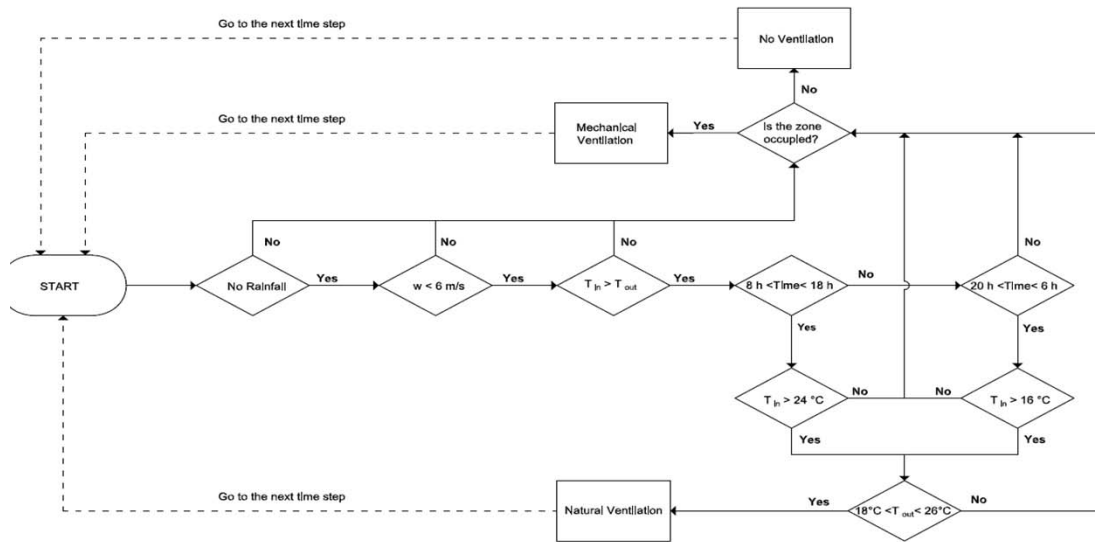 Go to the next time step
No Ventilation
No
Go to the next time step
Mechanical
Ventilation
Yes
Is the zone
occupied?
No
No
No
No
START
No Rainfall
Yes
w < 6 m/s
Yes
T in > T out
Yes
8 h <Time< 18 h
No
20 h <Time< 6 h
Yes
Yes
T in > 24 °C
No
No
T in > 16 °C
Yes
Yes
Go to the next time step
Natural Ventilation
Yes
18°C <T out< 26°C
No